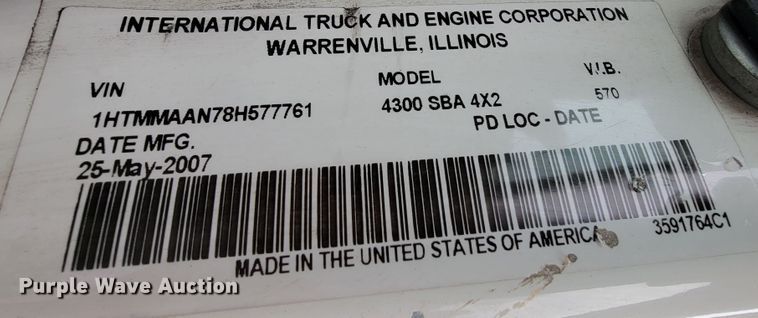 INTERNATIONAL TRUCK AND ENGINE CORPORATION
WARRENVILLE, ILLINOIS
VIN MODEL W.B.
1HTMMAAN78H577761 4300 SBA 4X2 570
DATE MFG. PD LOC - DATE
25-May-2007
MADE IN THE UNITED STATES OF AMERICA 3591764C1
Purple Wave Auction